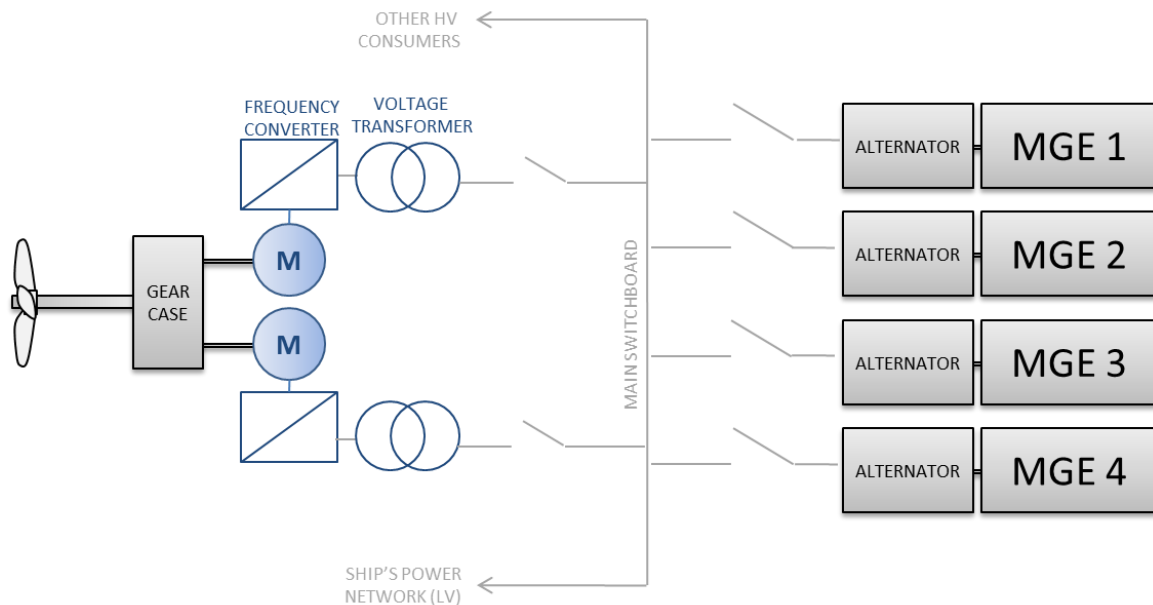 OTHER HV
CONSUMERS
FREQUENCY
CONVERTER
VOLTAGE
TRANSFORMER
ALTERNATOR
MGE 1
M
ALTERNATOR
MGE 2
GEAR
CASE
MAIN SWITCHBOARD
M
ALTERNATOR
MGE 3
ALTERNATOR
MGE 4
SHIP'S POWER
NETWORK (LV)